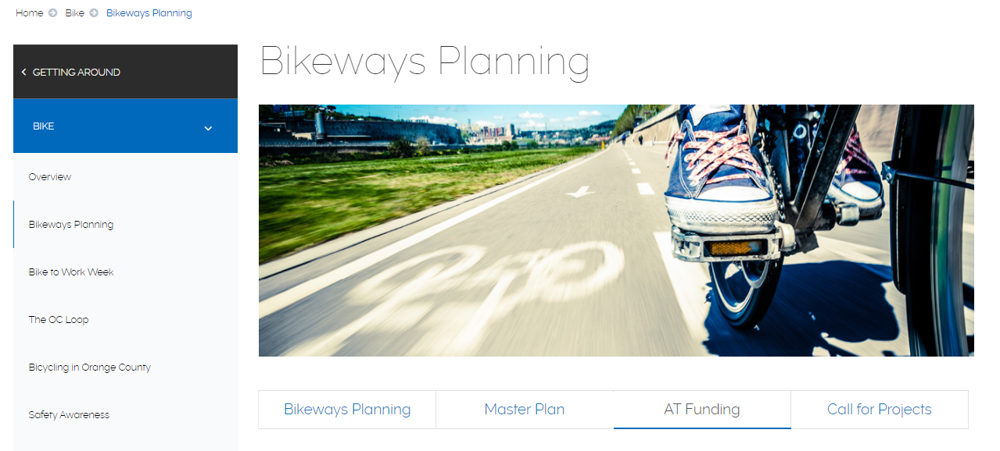 Home Bike Bikeways Planning
GETTING AROUND
BIKE
Overview
Bikeways Planning
Bike to Work Week
The OC Loop
Bicycling in Orange County
Safety Awareness
Bikeways Planning
Bikeways Planning Master Plan AT Funding Call for Projects